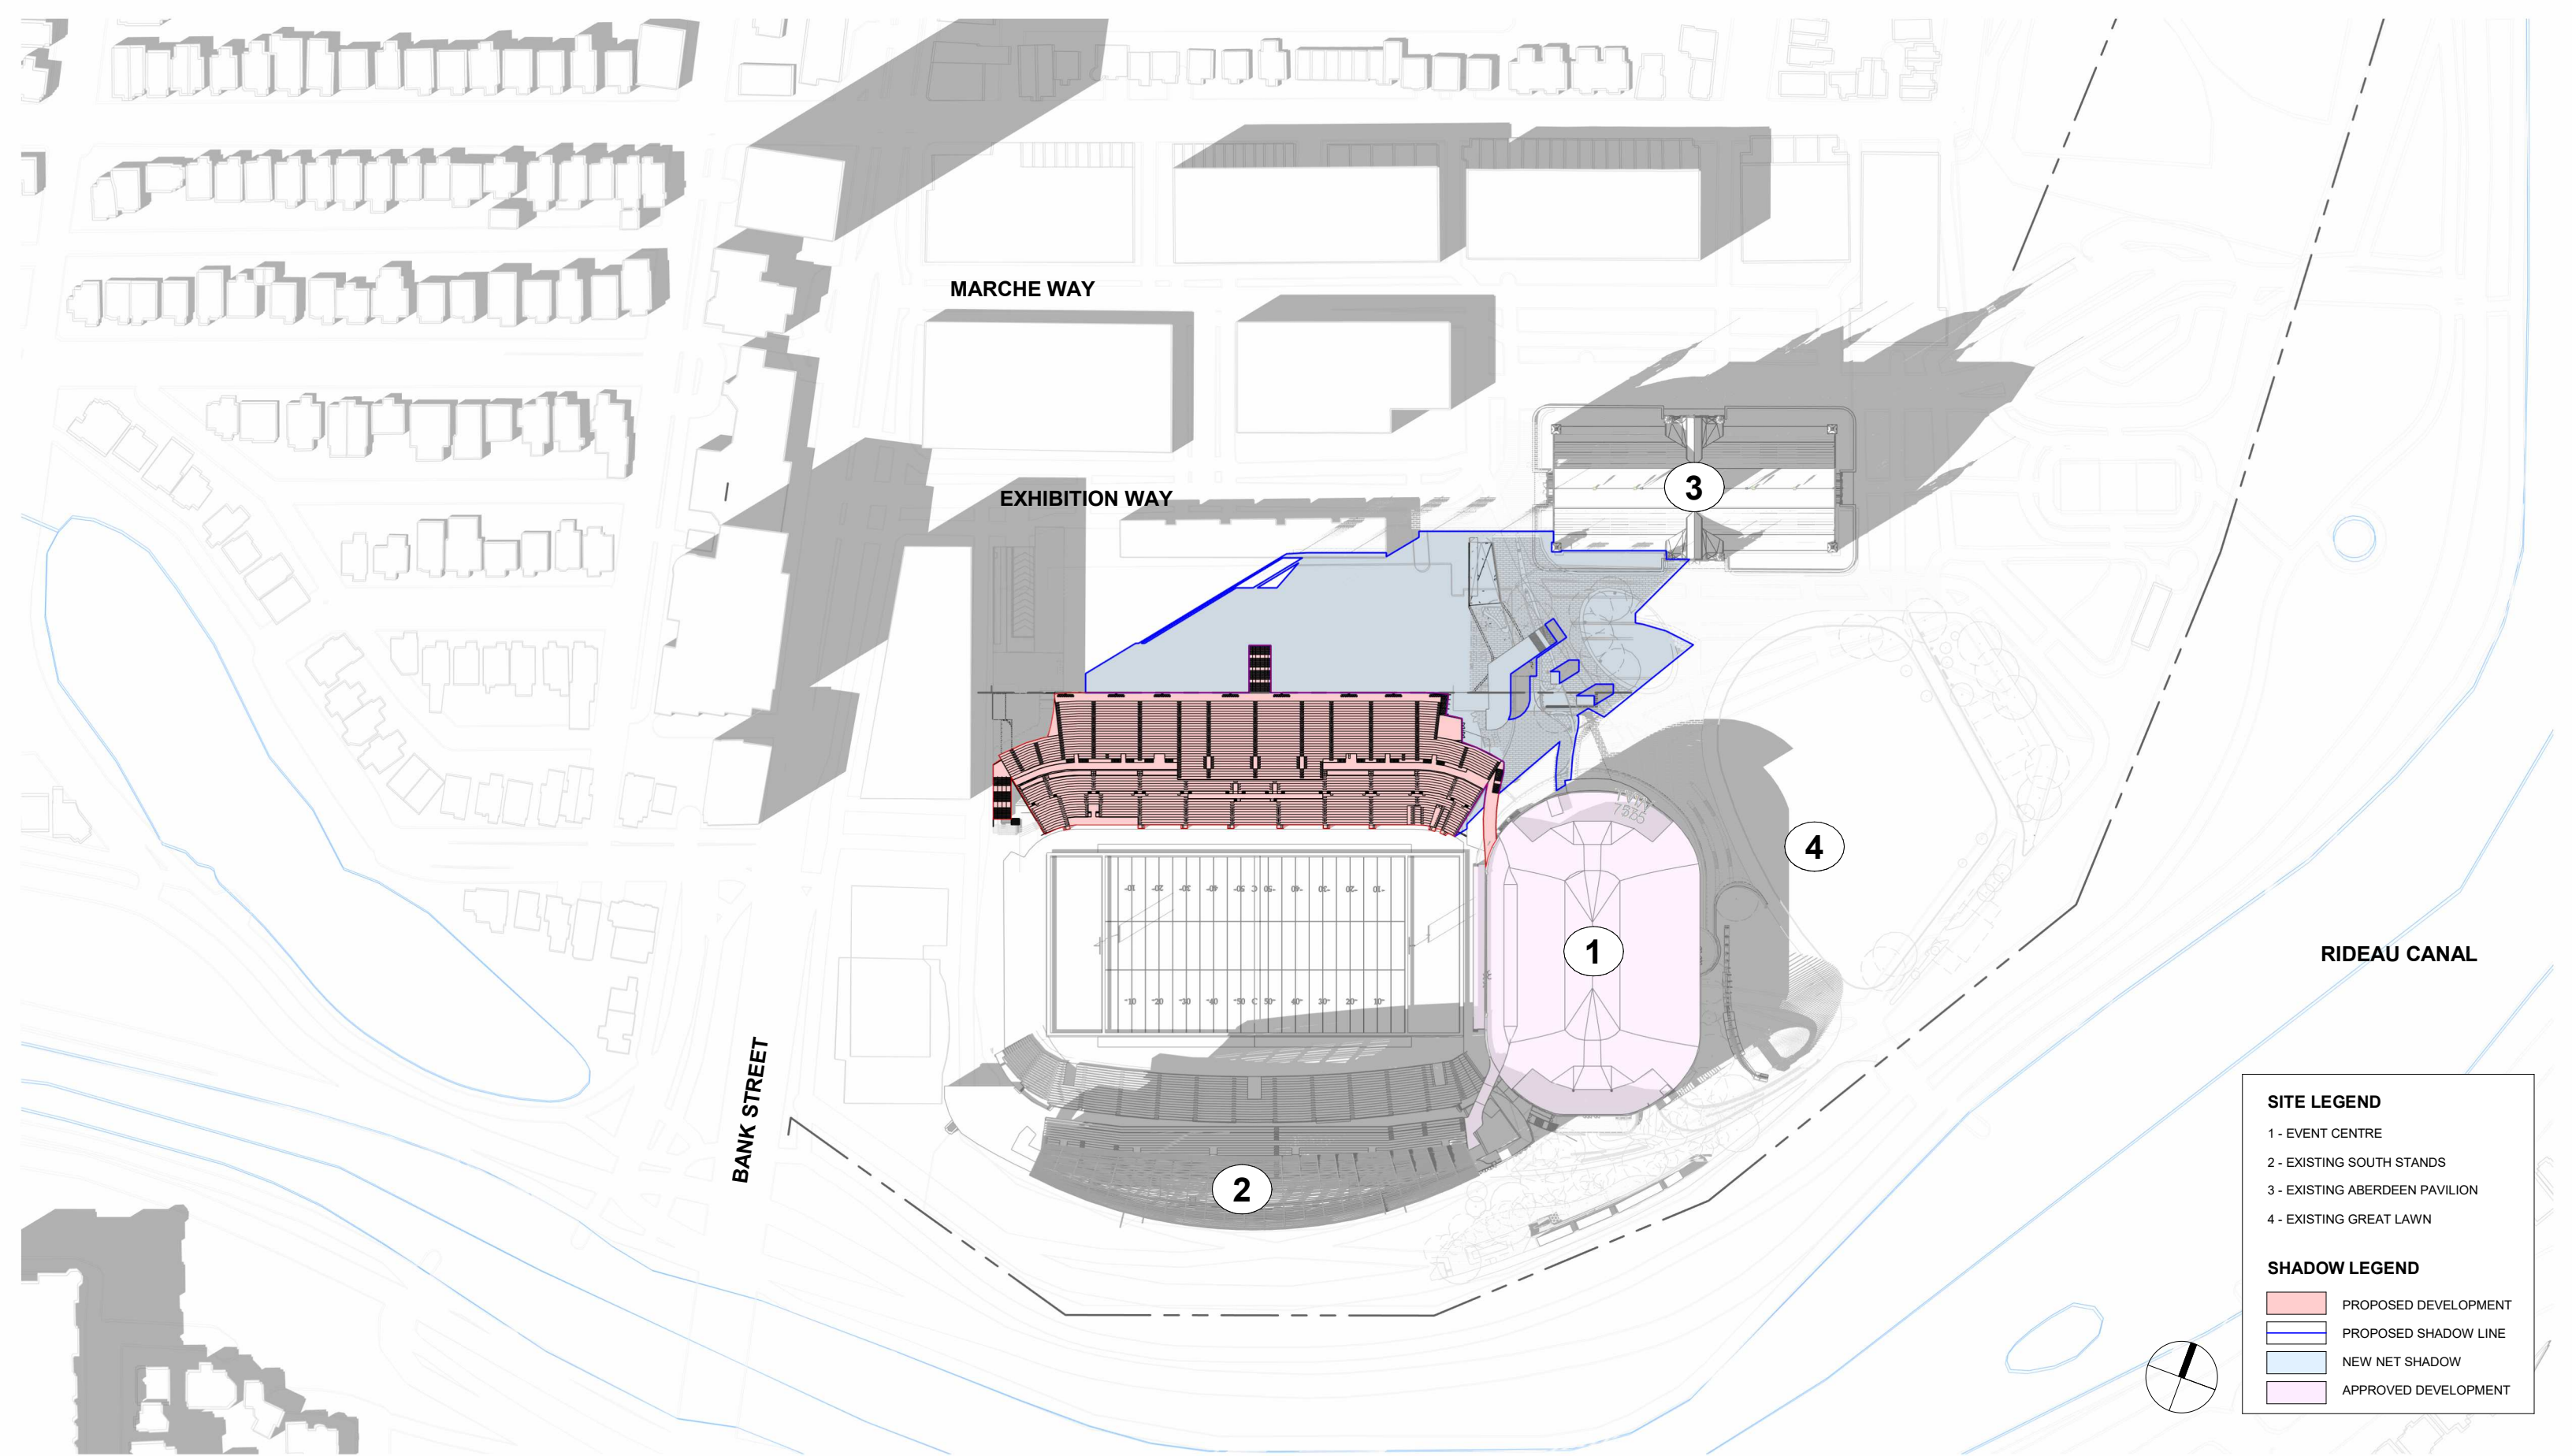 MARCHE WAY
EXHIBITION WAY
3
4
1
RIDEAU CANAL
BANK STREET
2
SITE LEGEND
1 - EVENT CENTRE
2 - EXISTING SOUTH STANDS
3 - EXISTING ABERDEEN PAVILION
4 - EXISTING GREAT LAWN
SHADOW LEGEND
PROPOSED DEVELOPMENT
PROPOSED SHADOW LINE
NEW NET SHADOW
APPROVED DEVELOPMENT